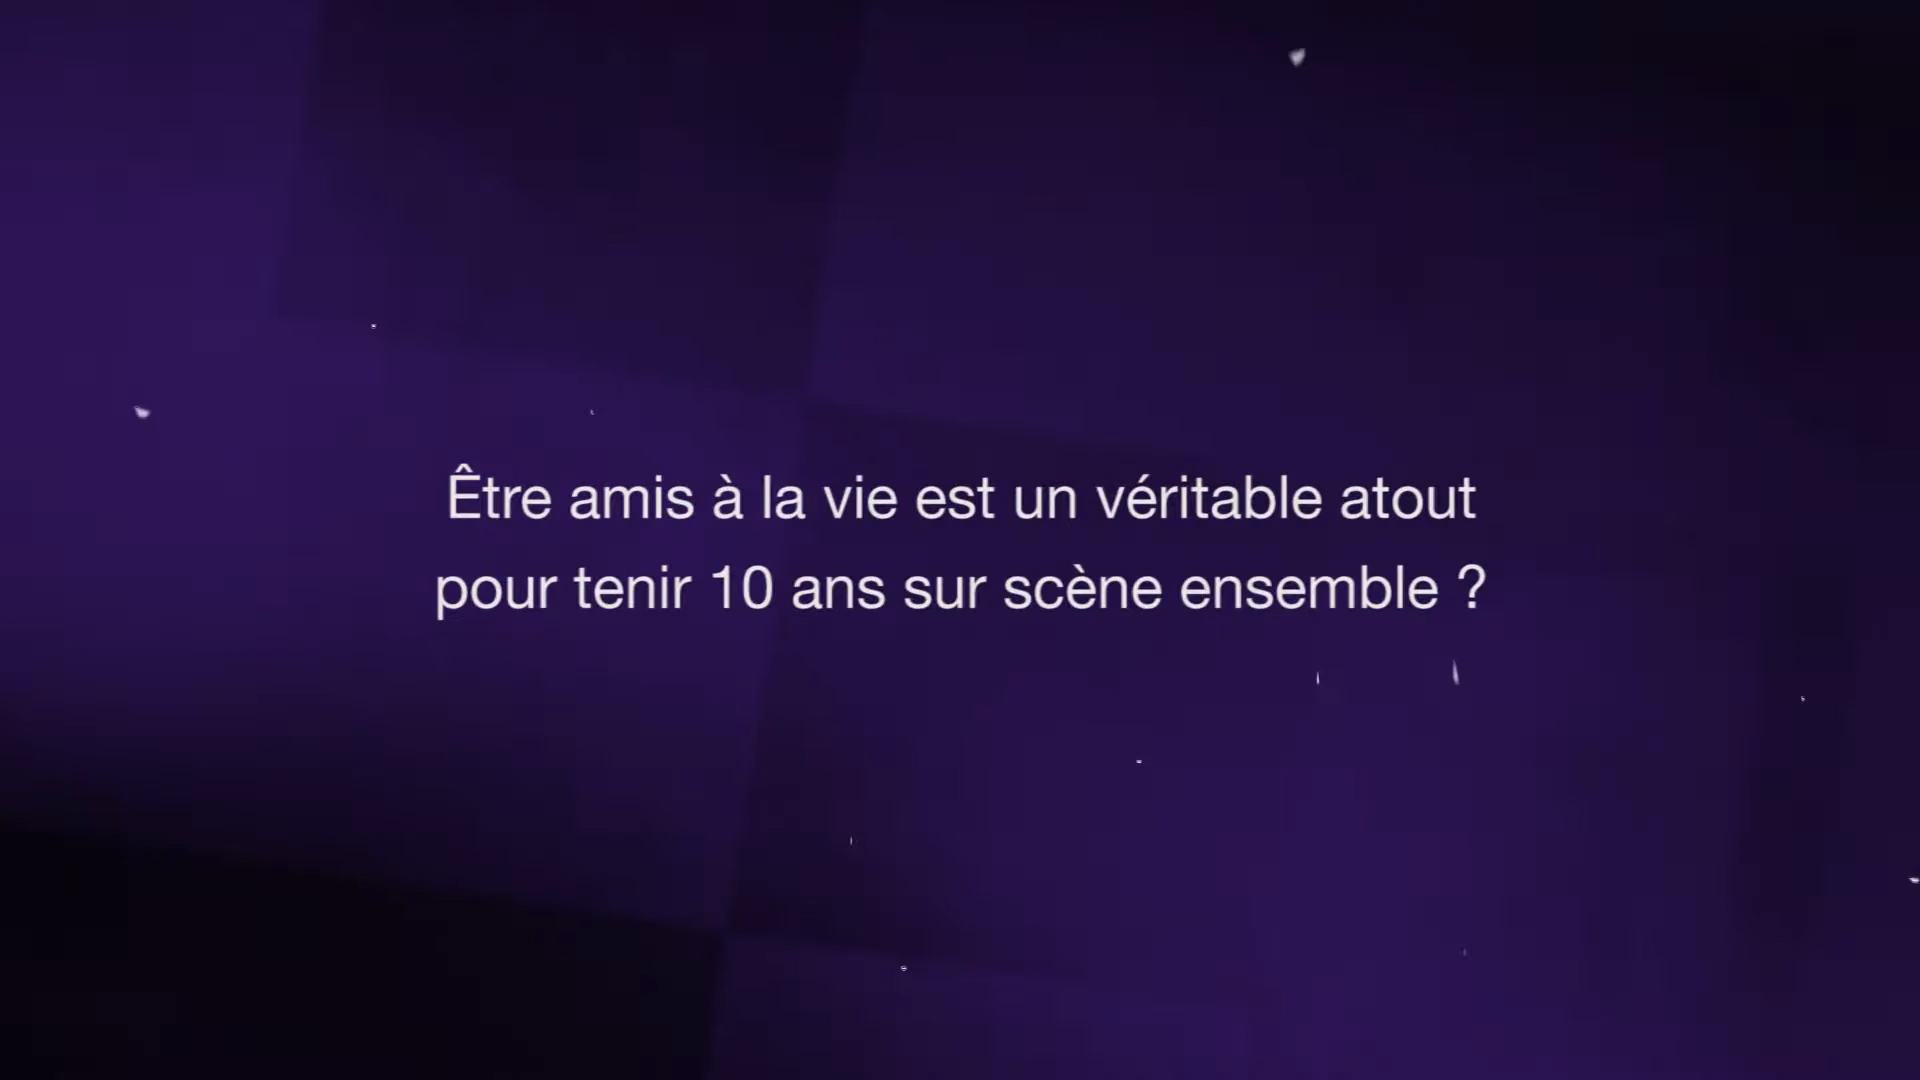 Être amis à la vie est un véritable atout
pour tenir 10 ans sur scène ensemble ?